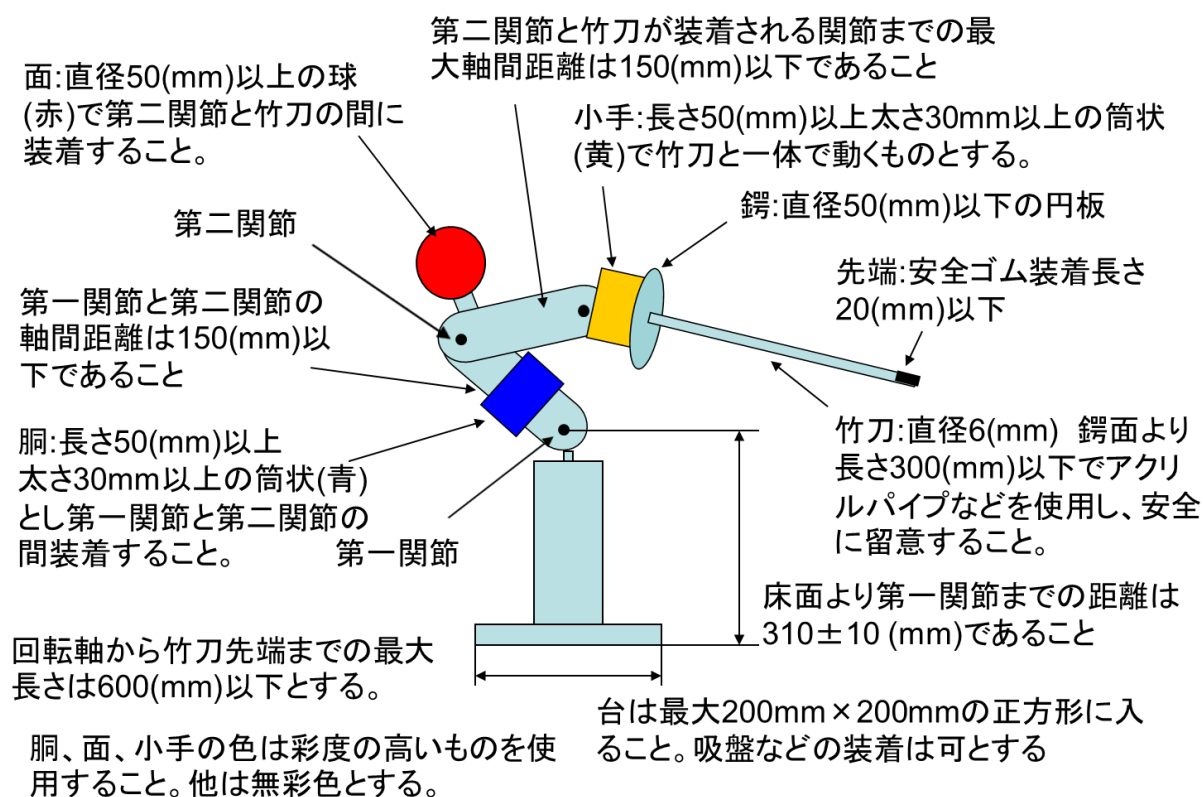 第二関節と竹刀が装着される関節までの最
大軸間距離は150(mm)以下であること
面:直径50(mm)以上の球
(赤)で第二関節と竹刀の間に
装着すること。
小手:長さ50(mm)以上太さ30mm以上の筒状
(黄)で竹刀と一体で動くものとする。
鍔:直径50(mm)以下の円板
第二関節
先端:安全ゴム装着長さ
20(mm)以下
第一関節と第二関節の
軸間距離は150(mm)以
下であること
胴:長さ50(mm)以上
太さ30mm以上の筒状(青)
とし第一関節と第二関節の
間装着すること。
第一関節
竹刀:直径6(mm) 鍔面より
長さ300(mm)以下でアクリ
ルパイプなどを使用し、安全
に留意すること。
床面より第一関節までの距離は
310±10 (mm)であること
回転軸から竹刀先端までの最大
長さは600(mm)以下とする。
台は最大200mm×200mmの正方形に入
ること。吸盤などの装着は可とする
胴、面、小手の色は彩度の高いものを使
用すること。他は無彩色とする。